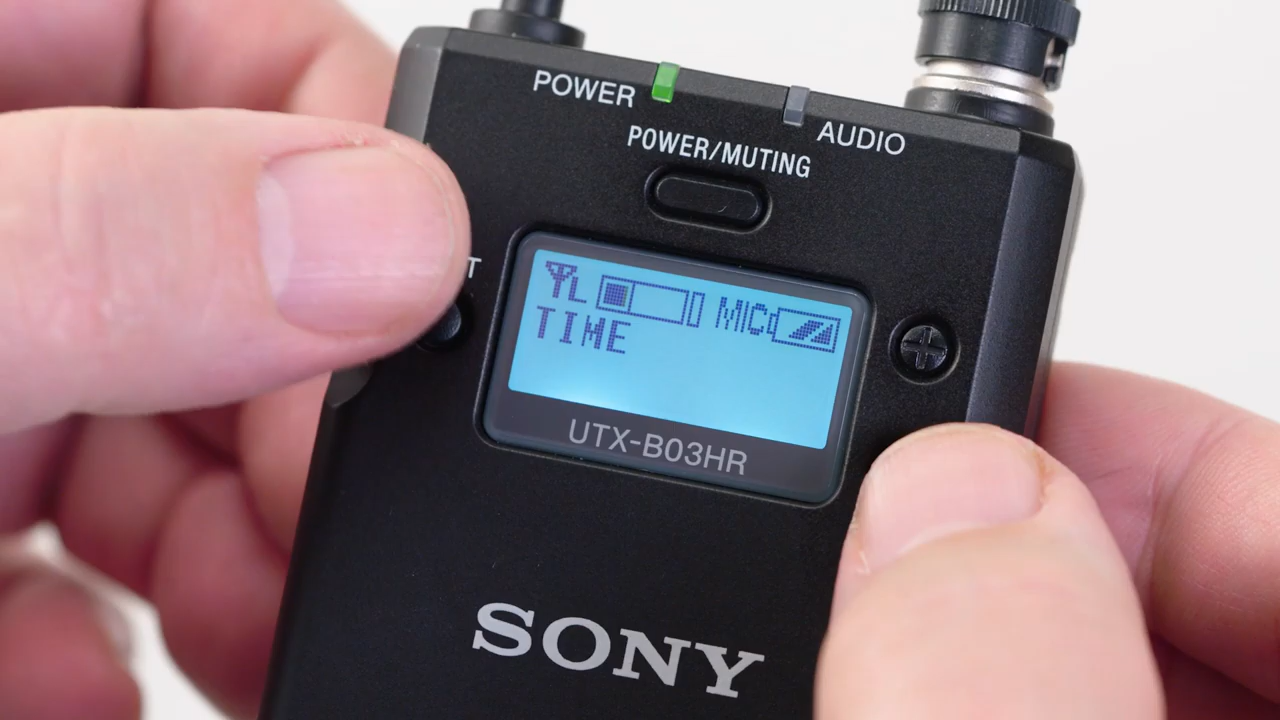 POWER
AUDIO
POWER/MUTING
T
L MIC
TIME
UTX-B03HR
SONY